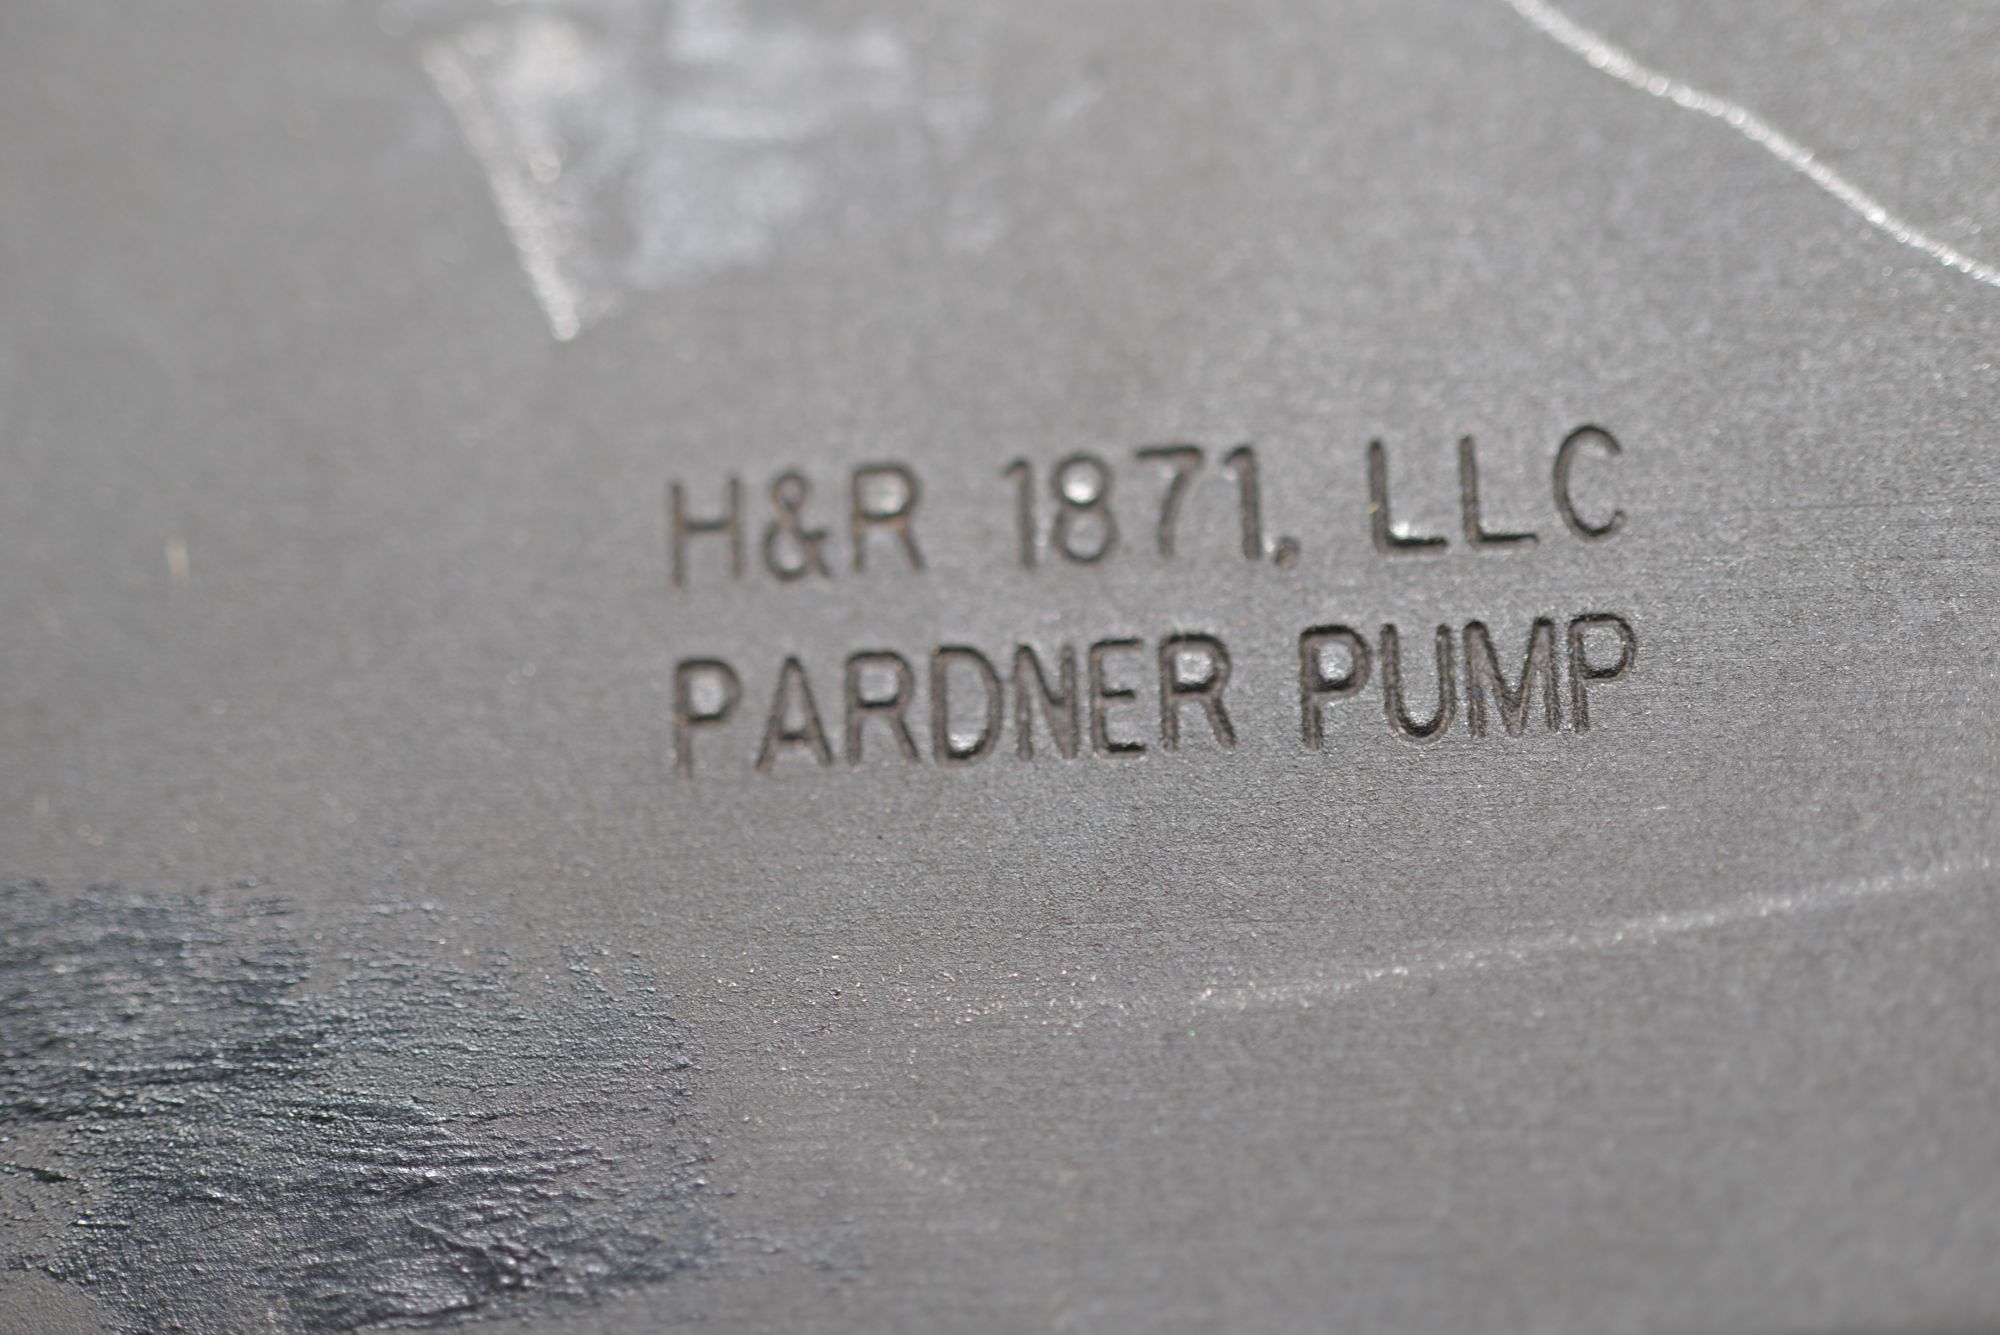 H&R 1871, LLC
PARDNER PUMP